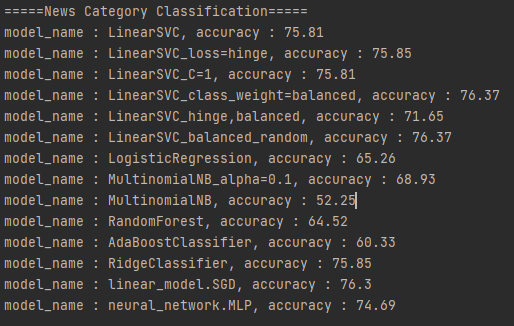 =====News Category Classification=====
model_name : LinearSVC, accuracy : 75.81
model_name : LinearSVC_loss=hinge, accuracy : 75.85
model_name : LinearSVC_C=1, accuracy : 75.81
model_name : LinearSVC_class_weight=balanced, accuracy : 76.37
model_name : LinearSVC_hinge,balanced, accuracy : 71.65
model_name : LinearSVC_balanced_random, accuracy : 76.37
model_name : LogisticRegression, accuracy : 65.26
model_name : MultinomialNB_alpha=0.1, accuracy : 68.93
model_name : MultinomialNB, accuracy : 52.25
model_name : RandomForest, accuracy : 64.52
model_name : AdaBoostClassifier, accuracy : 60.33
model_name : RidgeClassifier, accuracy : 75.85
model_name : linear_model.SGD, accuracy : 76.3
model_name : neural_network.MLP, accuracy : 74.69